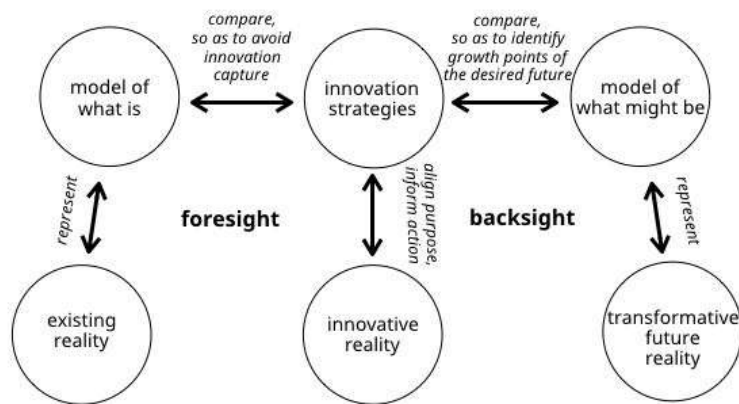 compare,
so as to avoid
innovation
capture
compare,
so as to identify
growth points of
the desired future
model of
what is
innovation
strategies
model of
what might be
represent
foresight
align purpose,
inform action
backsight
represent
existing
reality
innovative
reality
transformative
future
reality